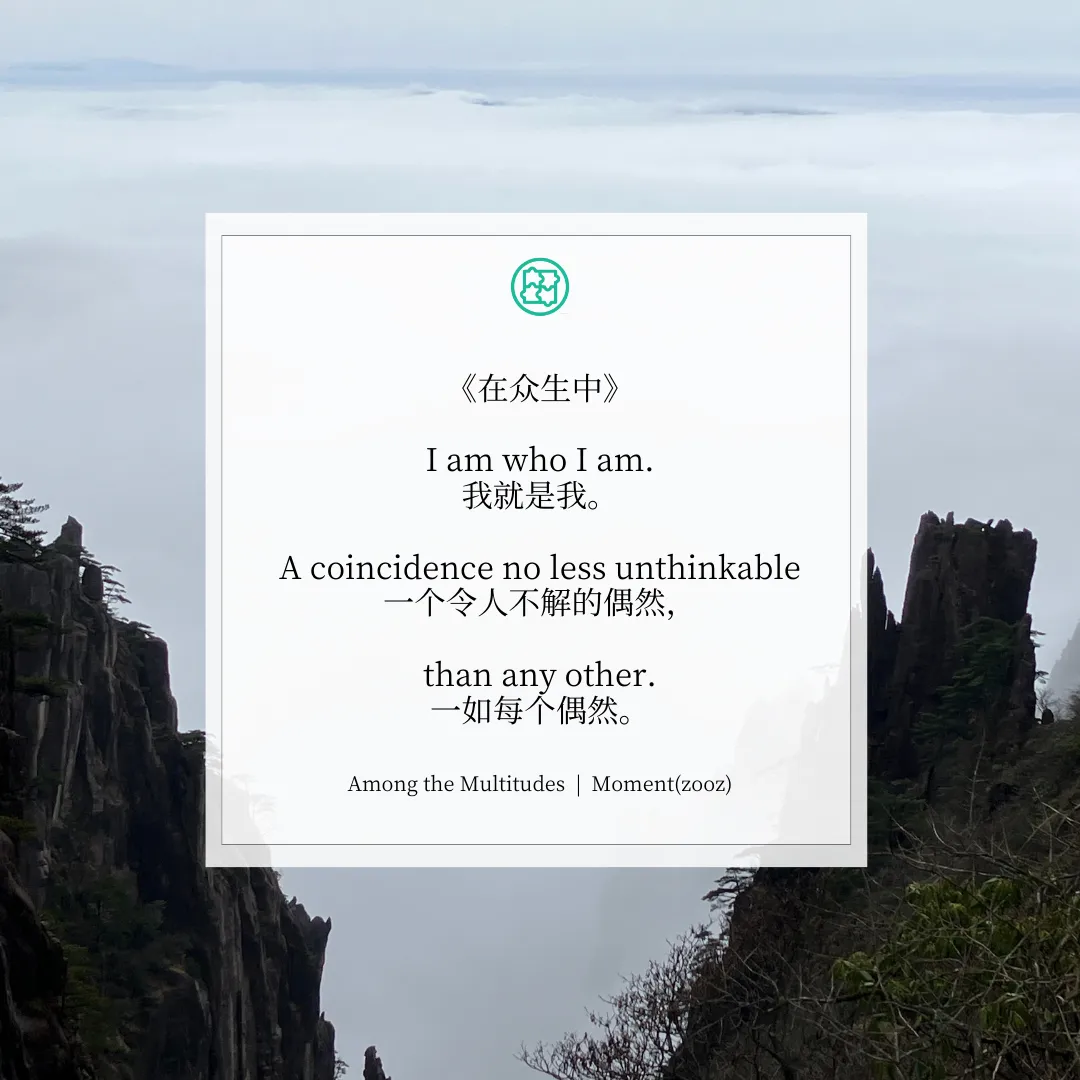 《在众生中》
I am who I am.
我就是我。
A coincidence no less unthinkable
一个令人不解的偶然，
than any other.
一如每个偶然。
Among the Multitudes | Moment(zooz)